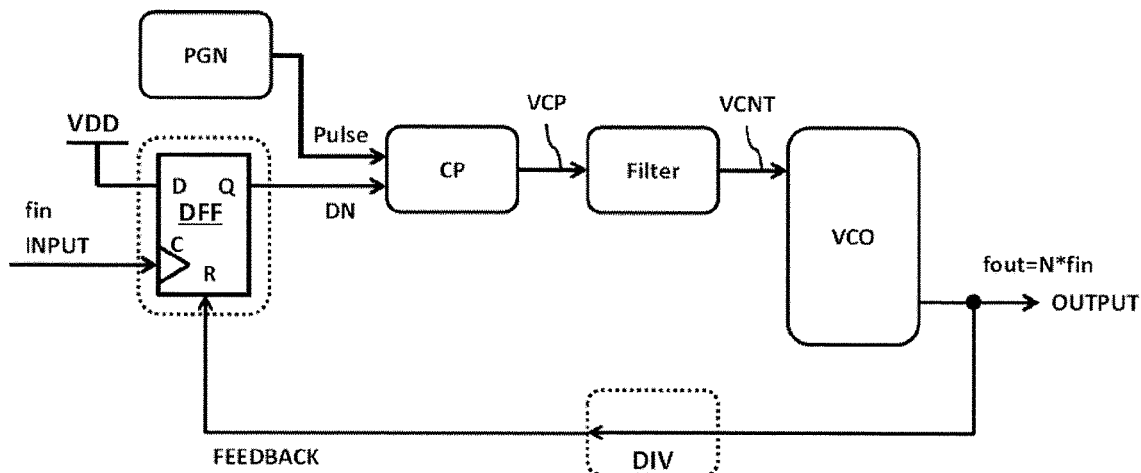 PGN
VDD
Pulse
VCP
VCNT
D
Q
DFF
CP
Filter
DN
fin
INPUT
C
R
VCO
fout=N*fin
OUTPUT
FEEDBACK
DIV